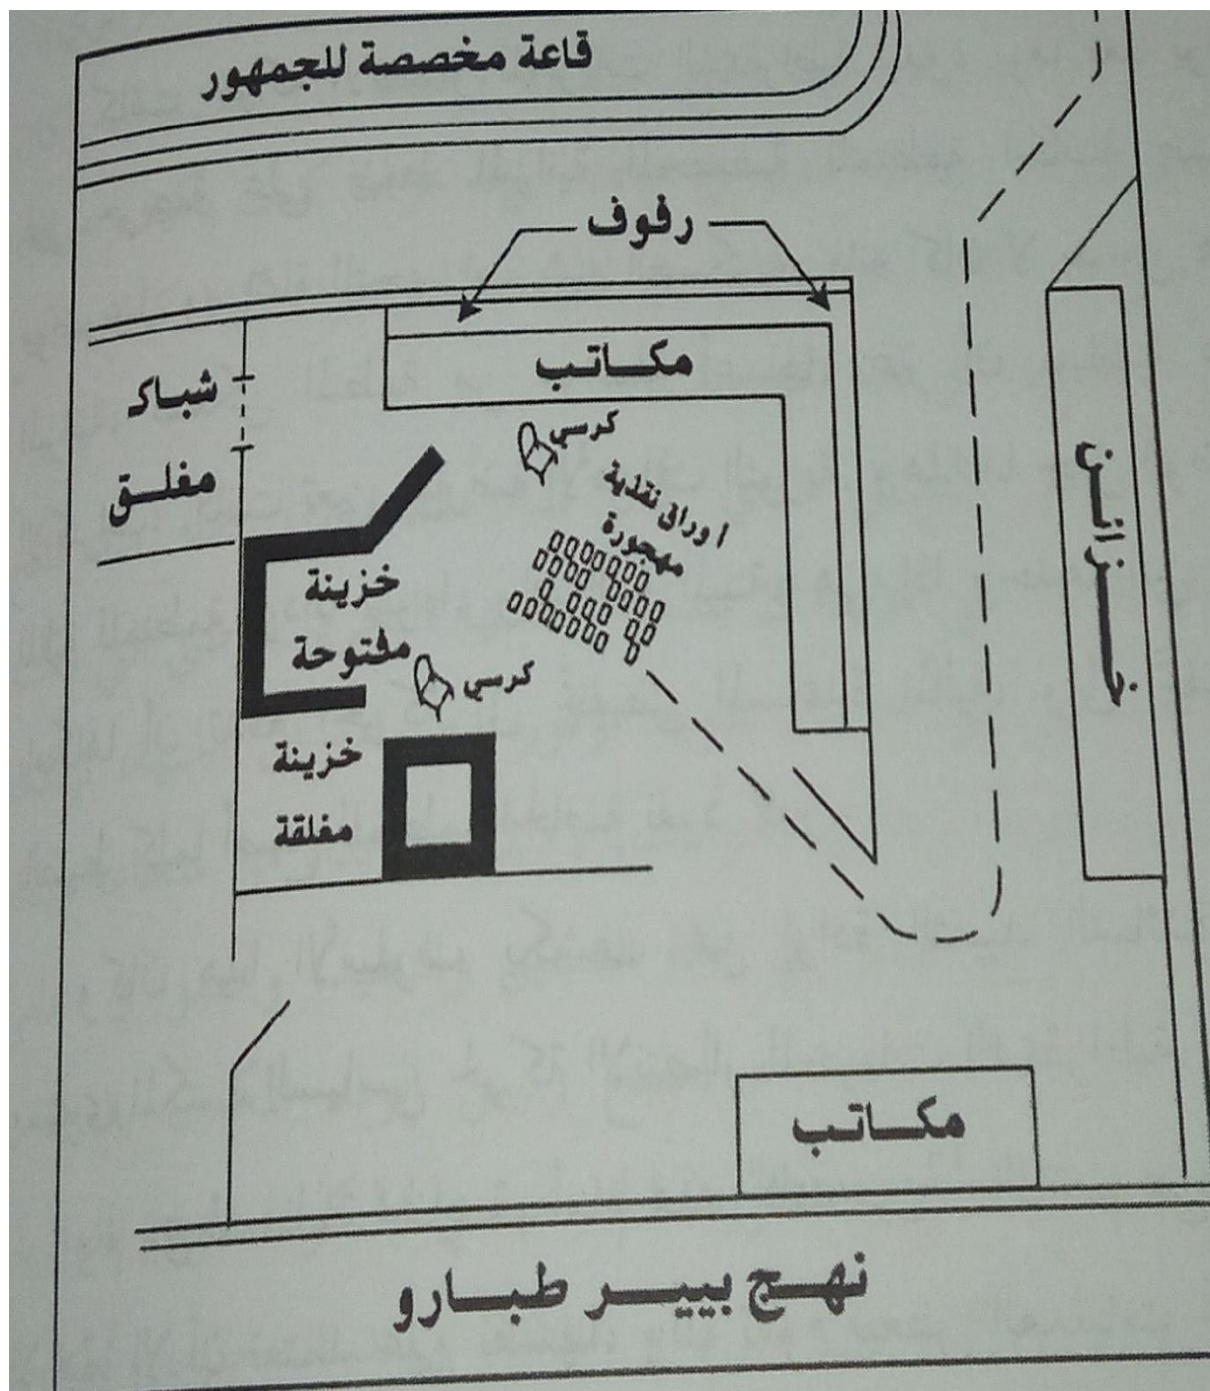 قاعة مخصصة للجمهور
رفوف
مكاتب
شباك
مغلق
كرسي
اوراق نقدية
مهجورة
خزائن
خزينة
مفتوحة
كرسي
خزينة
مغلقة
مكاتب
نهج بيير طبارو